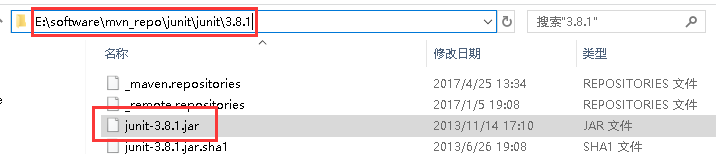 E:\software\mvn_repo\junit\junit\3.8.1
搜索"3.8.1"
名称 修改日期 类型
_maven.repositories 2017/4/25 13:34 REPOSITORIES 文件
_remote.repositories 2017/1/5 19:08 REPOSITORIES 文件
junit-3.8.1.jar 2013/11/14 17:10 JAR 文件
junit-3.8.1.jar.sha1 2013/6/26 19:08 SHA1 文件